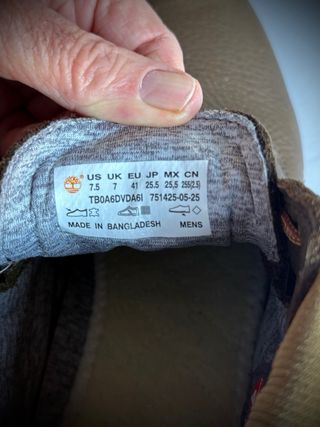 US UK EU JP MX CN
7.5 7 41 25.5 25,5 255(2.5)
TB0A6DVDA6I 751425-05-25
MADE IN BANGLADESH MENS